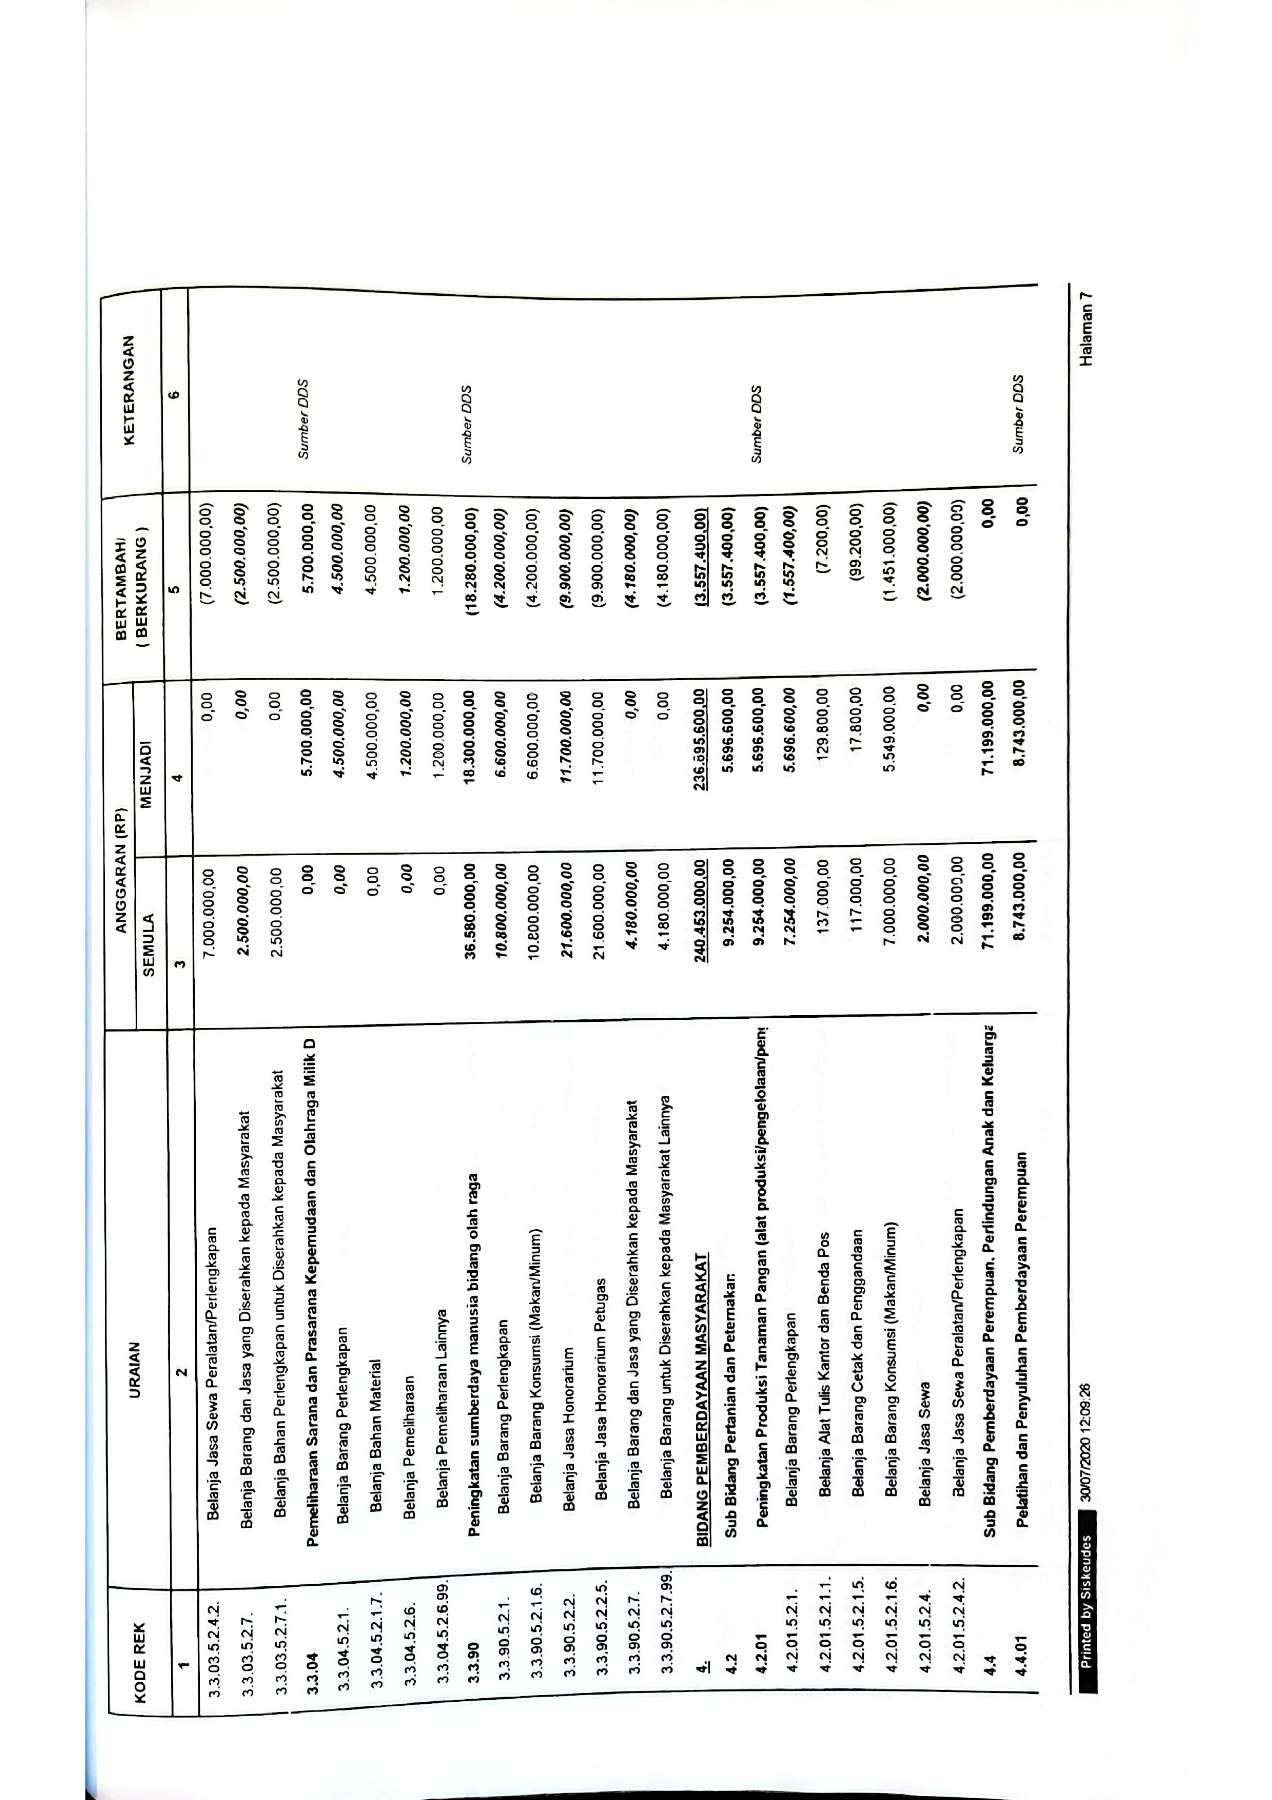 KODE REK URAIAN ANGGARAN (RP) BERTAMBAH/ ( BERKURANG ) KETERANGAN
SEMULA MENJADI
1 2 3 4 5 6
3.3.03.5.2.4.2. Belanja Jasa Sewa Peralatan/Perlengkapan 7.000.000,00 0,00 (7.000.000,00)
3.3.03.5.2.7. Belanja Barang dan Jasa yang Diserahkan kepada Masyarakat 2.500.000,00 0,00 (2.500.000,00)
3.3.03.5.2.7.1. Belanja Bahan Perlengkapan untuk Diserahkan kepada Masyarakat 2.500.000,00 0,00 (2.500.000,00)
3.3.04 Pemeliharaan Sarana dan Prasarana Kepemudaan dan Olahraga Milik D 0,00 5.700.000,00 5.700.000,00 Sumber DDS
3.3.04.5.2.1. Belanja Barang Perlengkapan 0,00 4.500.000,00 4.500.000,00
3.3.04.5.2.1.7. Belanja Bahan Material 0,00 4.500.000,00 4.500.000,00
3.3.04.5.2.6. Belanja Pemeliharaan 0,00 1.200.000,00 1.200.000,00
3.3.04.5.2.6.99. Belanja Pemeliharaan Lainnya 0,00 1.200.000,00 1.200.000,00
3.3.90 Peningkatan sumberdaya manusia bidang olah raga 36.580.000,00 18.300.000,00 (18.280.000,00) Sumber DDS
3.3.90.5.2.1. Belanja Barang Perlengkapan 10.800.000,00 6.600.000,00 (4.200.000,00)
3.3.90.5.2.1.6. Belanja Barang Konsumsi (Makan/Minum) 10.800.000,00 6.600.000,00 (4.200.000,00)
3.3.90.5.2.2. Belanja Jasa Honorarium 21.600.000,00 11.700.000,00 (9.900.000,00)
3.3.90.5.2.2.5. Belanja Jasa Honorarium Petugas 21.600.000,00 11.700.000,00 (9.900.000,00)
3.3.90.5.2.7. Belanja Barang dan Jasa yang Diserahkan kepada Masyarakat 4.180.000,00 0,00 (4.180.000,00)
3.3.90.5.2.7.99. Belanja Barang untuk Diserahkan kepada Masyarakat Lainnya 4.180.000,00 0,00 (4.180.000,00)
4. BIDANG PEMBERDAYAAN MASYARAKAT 240.453.000,00 236.895.600,00 (3.557.400,00)
4.2 Sub Bidang Pertanian dan Peternakan 9.254.000,00 5.696.600,00 (3.557.400,00)
4.2.01 Peningkatan Produksi Tanaman Pangan (alat produksi/pengelolaan/peng 9.254.000,00 5.696.600,00 (3.557.400,00) Sumber DDS
4.2.01.5.2.1. Belanja Barang Perlengkapan 7.254.000,00 5.696.600,00 (1.557.400,00)
4.2.01.5.2.1.1. Belanja Alat Tulis Kantor dan Benda Pos 137.000,00 129.800,00 (7.200,00)
4.2.01.5.2.1.5. Belanja Barang Cetak dan Penggandaan 117.000,00 17.800,00 (99.200,00)
4.2.01.5.2.1.6. Belanja Barang Konsumsi (Makan/Minum) 7.000.000,00 5.549.000,00 (1.451.000,00)
4.2.01.5.2.4. Belanja Jasa Sewa 2.000.000,00 0,00 (2.000.000,00)
4.2.01.5.2.4.2. Belanja Jasa Sewa Peralatan/Perlengkapan 2.000.000,00 0,00 (2.000.000,00)
4.4 Sub Bidang Pemberdayaan Perempuan, Perlindungan Anak dan Keluarga 71.199.000,00 71.199.000,00 0,00
4.4.01 Pelatihan dan Penyuluhan Pemberdayaan Perempuan 8.743.000,00 8.743.000,00 0,00 Sumber DDS
Printed by Siskeudes 30/07/2020 12:09:26 Halaman 7